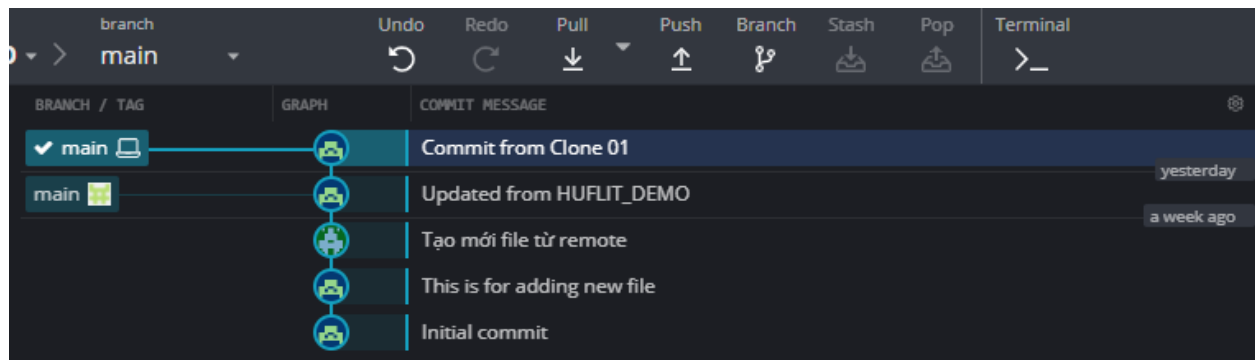 branch
main
Undo
Redo
Pull
Push
Branch
Stash
Pop
Terminal
BRANCH / TAG
GRAPH
COMMIT MESSAGE
main
Commit from Clone 01
yesterday
main
Updated from HUFLIT_DEMO
a week ago
Tạo mới file từ remote
This is for adding new file
Initial commit